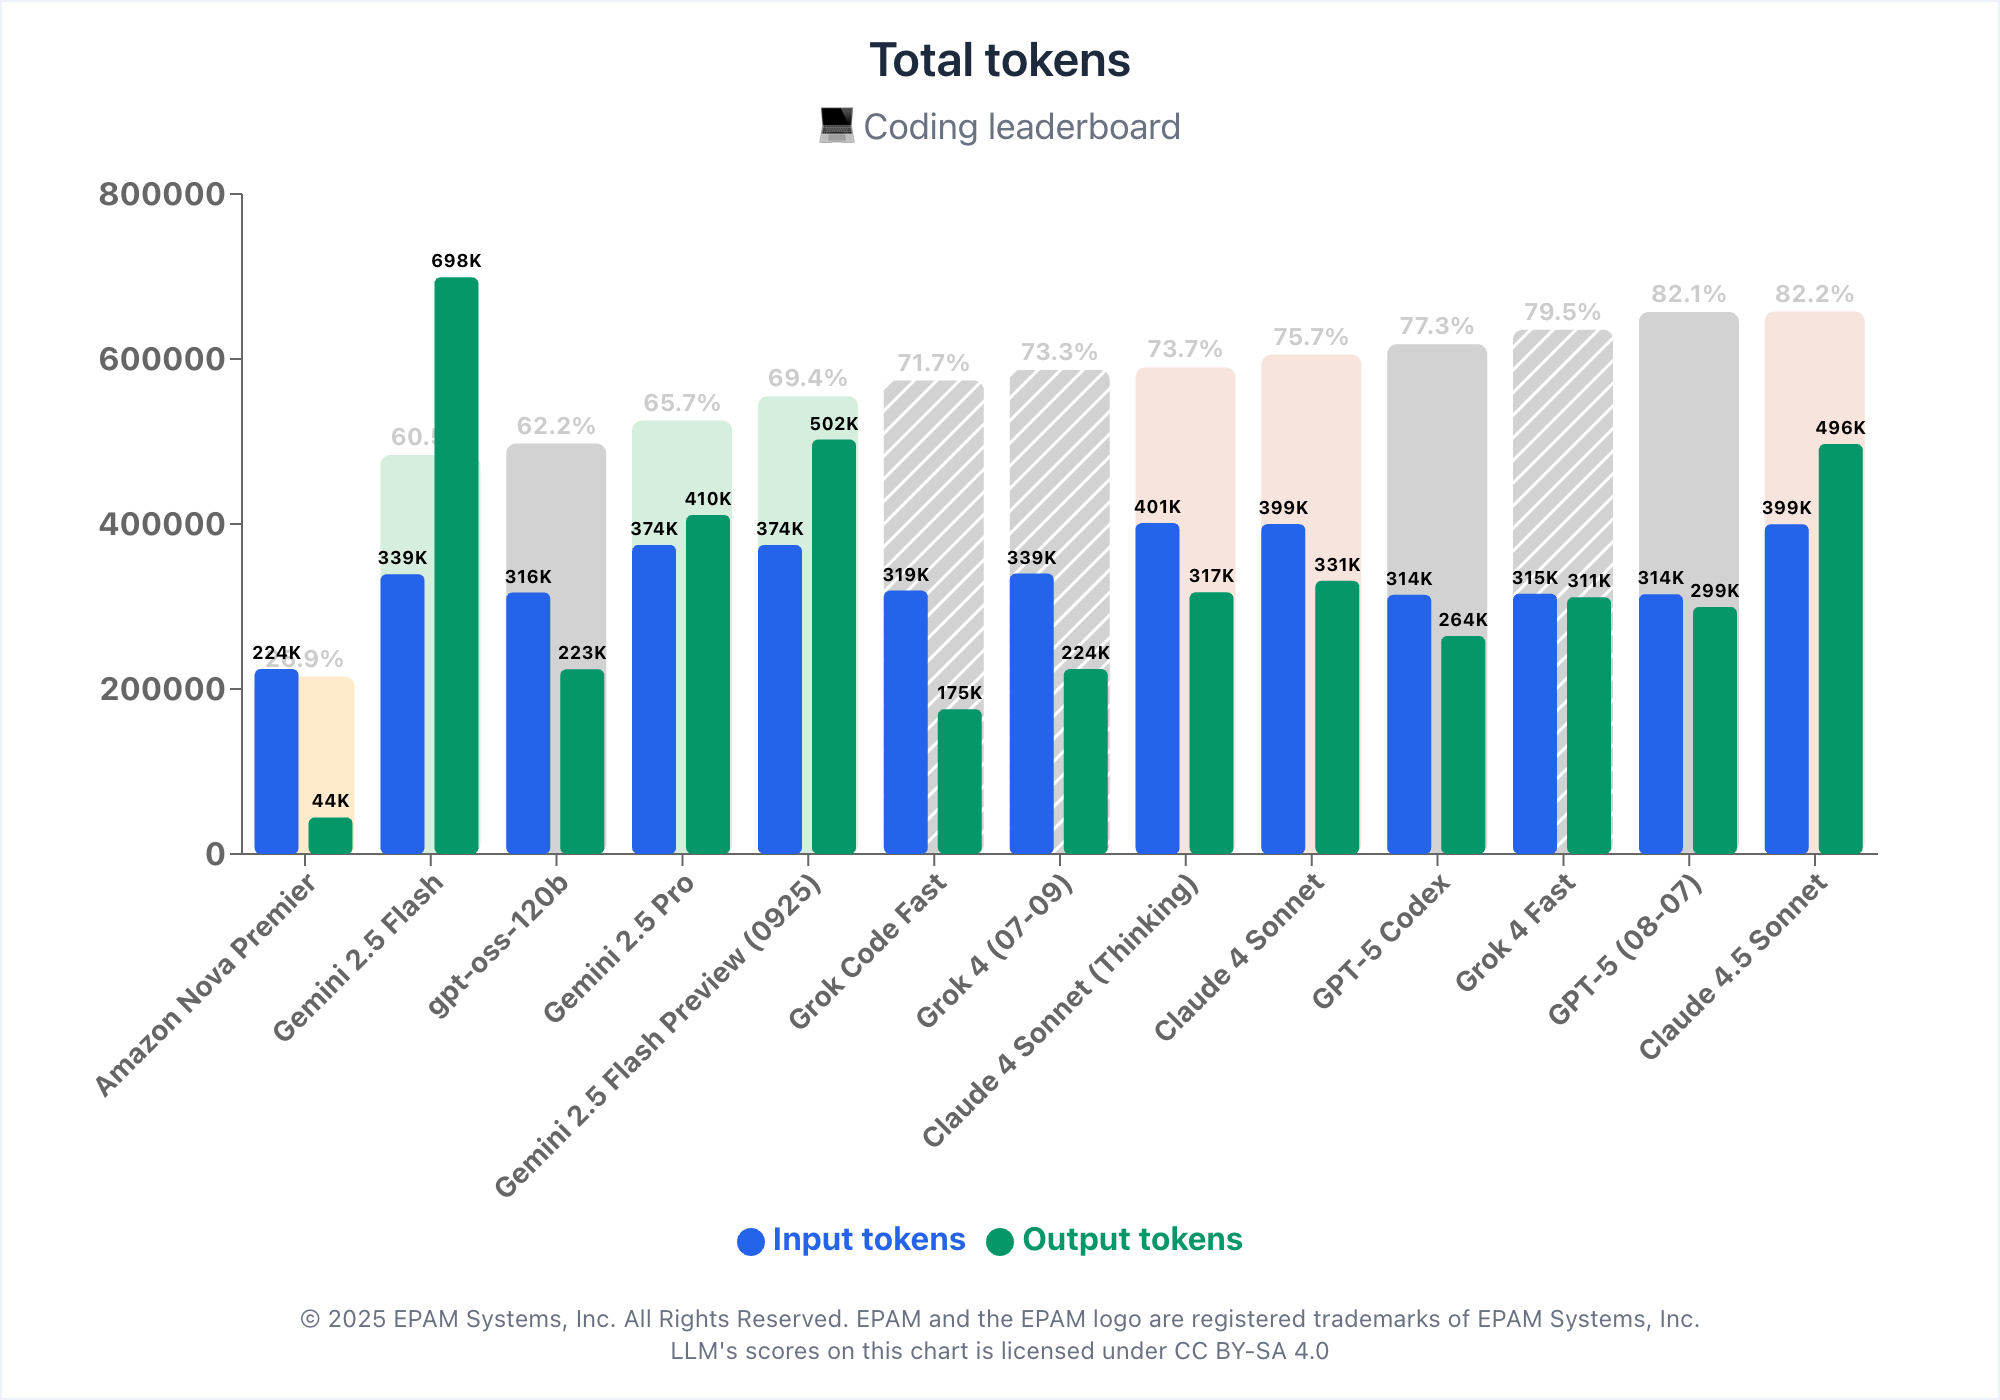 Total tokens
💻 Coding leaderboard
800000
600000
400000
200000
0
224K
44K
339K
698K
62.2%
316K
223K
65.7%
374K
410K
69.4%
374K
502K
71.7%
319K
175K
73.3%
339K
224K
73.7%
401K
317K
75.7%
399K
331K
77.3%
314K
264K
79.5%
315K
311K
82.1%
314K
299K
82.2%
399K
496K
Amazon Nova Premier
Gemini 2.5 Flash
gpt-oss-120b
Gemini 2.5 Pro
Gemini 2.5 Flash Preview (0925)
Grok Code Fast
Grok 4 (07-09)
Claude 4 Sonnet (Thinking)
Claude 4 Sonnet
GPT-5 Codex
Grok 4 Fast
GPT-5 (08-07)
Claude 4.5 Sonnet
Input tokens Output tokens
© 2025 EPAM Systems, Inc. All Rights Reserved. EPAM and the EPAM logo are registered trademarks of EPAM Systems, Inc.
LLM's scores on this chart is licensed under CC BY-SA 4.0